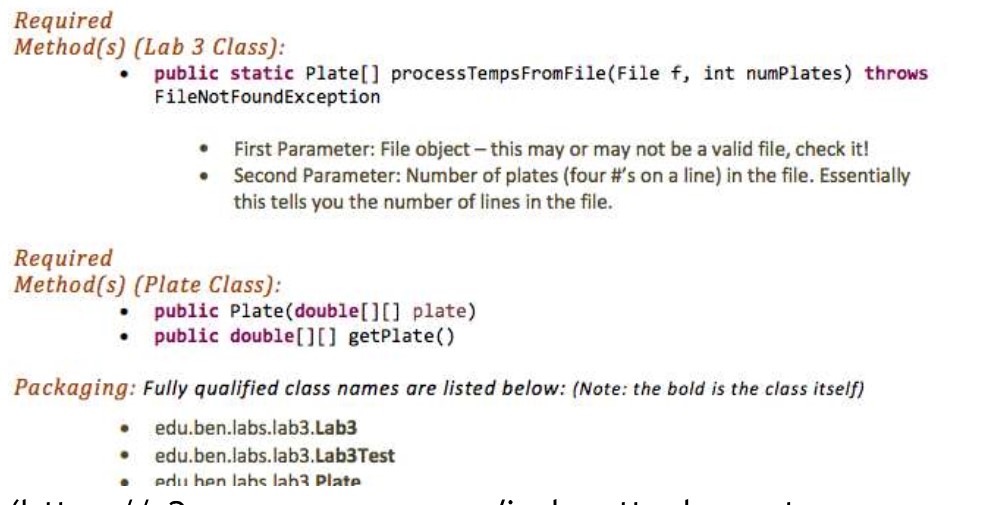 Required
Method(s) (Lab 3 Class):
• public static Plate[] processTempsFromFile(File f, int numPlates) throws
FileNotFoundException
• First Parameter: File object – this may or may not be a valid file, check it!
• Second Parameter: Number of plates (four #'s on a line) in the file. Essentially
this tells you the number of lines in the file.
Required
Method(s) (Plate Class):
• public Plate(double[][] plate)
• public double[][] getPlate()
Packaging: Fully qualified class names are listed below: (Note: the bold is the class itself)
• edu.ben.labs.lab3.Lab3
• edu.ben.labs.lab3.Lab3Test
• edu.ben.labs.lab3.Plate